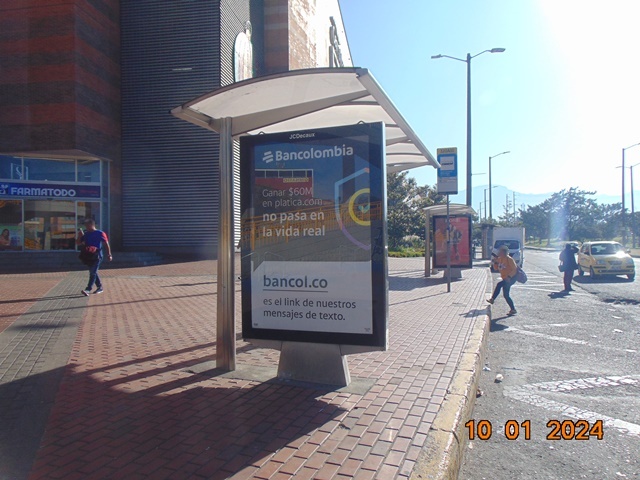 JCDecaux
Bancolombia
Ganar $60M
en platica.com
no pasa en
la vida real
bancol.co
es el link de nuestros
mensajes de texto.
FARMATODO
10 01 2024